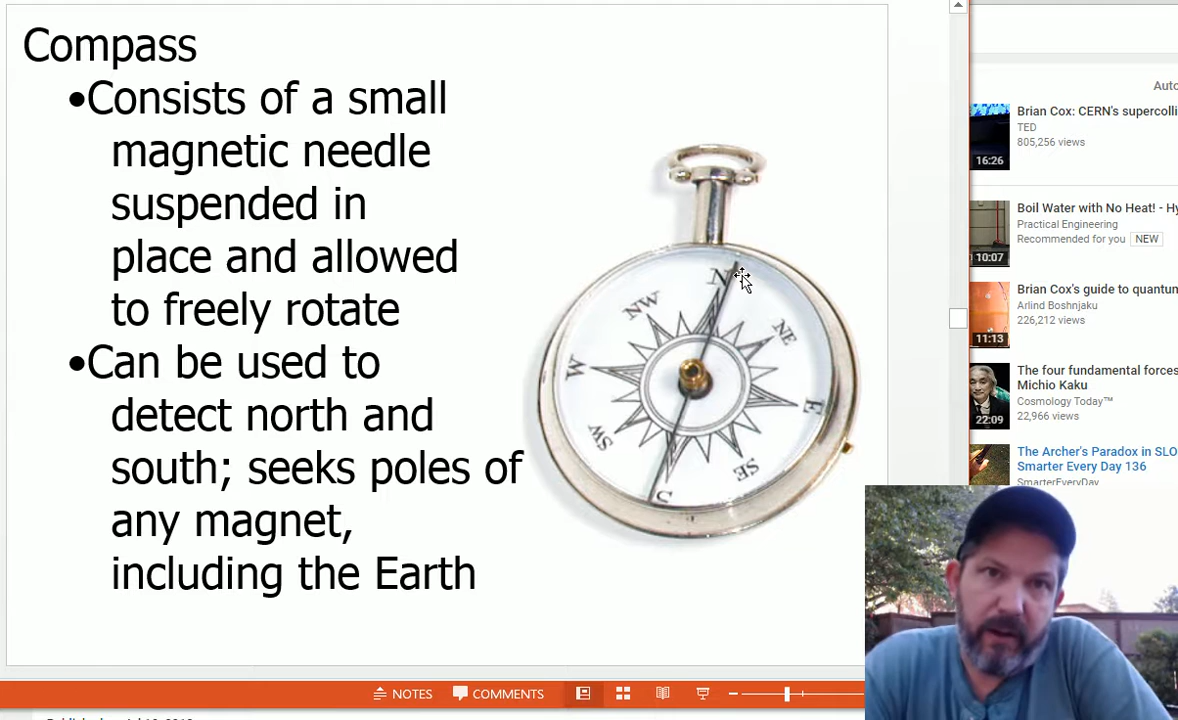 Compass
•Consists of a small
magnetic needle
suspended in
place and allowed
to freely rotate
•Can be used to
detect north and
south; seeks poles of
any magnet,
including the Earth
N
NW
NE
W
E
SW
SE
NOTES
COMMENTS
16:26
Brian Cox: CERN's
TED
805,256 views
10:07
Boil Water with No Heat! -
Practical Engineering
Recommended for you NEW
11:13
Brian Cox's guide to
Arlind Boshnjaku
226,212 views
22:09
The four fundamental forces
Michio Kaku
Cosmology Today™
22,966 views
The Archer's Paradox in
Smarter Every Day 136
SmarterEveryDay